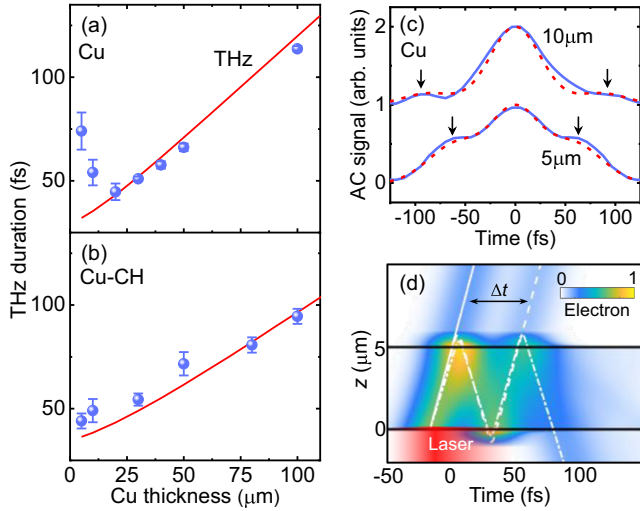 (a)
Cu
THz
100
50
THz duration (fs)
(b)
Cu-CH
100
50
0 20 40 60 80 100
Cu thickness (μm)
(c)
Cu
10μm
5μm
AC signal (arb. units)
2
1
0
-100 -50 0 50 100
Time (fs)
(d)
Δt
0 1
Electron
Laser
z (μm)
5
0
-50 0 50 100
Time (fs)